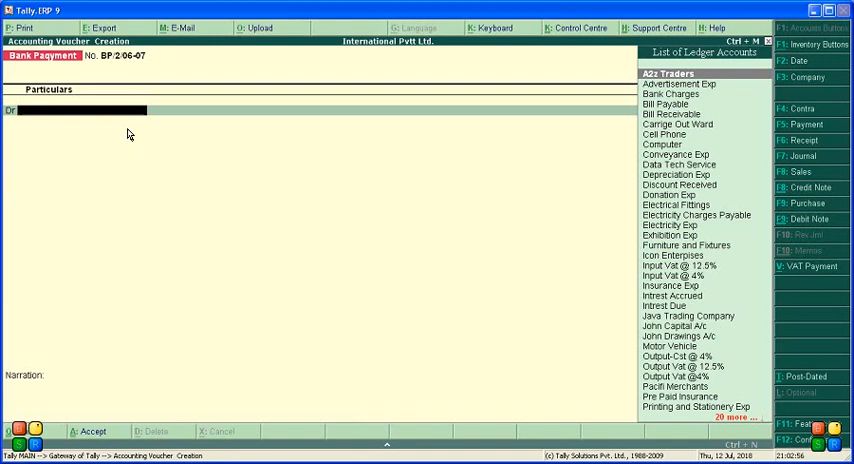 Tally.ERP 9
P: Print E: Export M: E-Mail O: Upload G: Language K: Keyboard K: Control Centre H: Support Centre H: Help
F1: Accounts Buttons
Accounting Voucher Creation International Pvtt Ltd. Ctrl + M
F1: Inventory Buttons
Bank Paqyment No. BP/2/06-07
List of Ledger Accounts
F2: Date
Particulars
A2z Traders
F3: Company
Advertisement Exp
Bank Charges
Bill Payable
Dr
Bill Receivable
F4: Contra
Carrige Out Ward
F5: Payment
Cell Phone
Computer
F6: Receipt
Conveyance Exp
F7: Journal
Data Tech Service
Depression Exp
F8: Sales
Discount Received
F8: Credit Note
Donation Exp
Electrical Fittings
F9: Purchase
Electricity Charges Payable
F9: Debit Note
Electricity Exp
Exhibition Exp
F10: Rev Jrnl
Furniture and Fixtures
F10: Memos
Icon Enterpises
Input Vat @ 12.5%
V: VAT Payment
Input Vat @ 4%
Insurance Exp
Intrest Accrued
Intrest Due
Java Trading Company
John Capital A/c
John Drawings A/c
Motor Vehicle
Output-Cst @ 4%
Output Vat @ 12.5%
Narration:
Output Vat @4%
T: Post-Dated
Pacifi Merchants
Pre Paid Insurance
L: Optional
Printing and Stationery Exp
20 more ...
F11: Feat
A: Accept D: Delete X: Cancel
F12: Conf
Ctrl + N
Tally MAIN --> Gateway of Tally --> Accounting Voucher Creation (c) Tally Solutions Pvt. Ltd., 1988-2009 Thu, 12 Jul, 2018 21:02:56